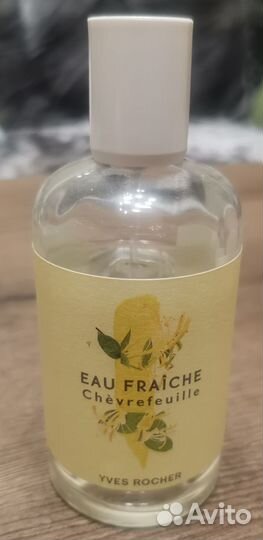 EAU FRAÎCHE
Chèvrefeuille
YVES ROCHER
Avito